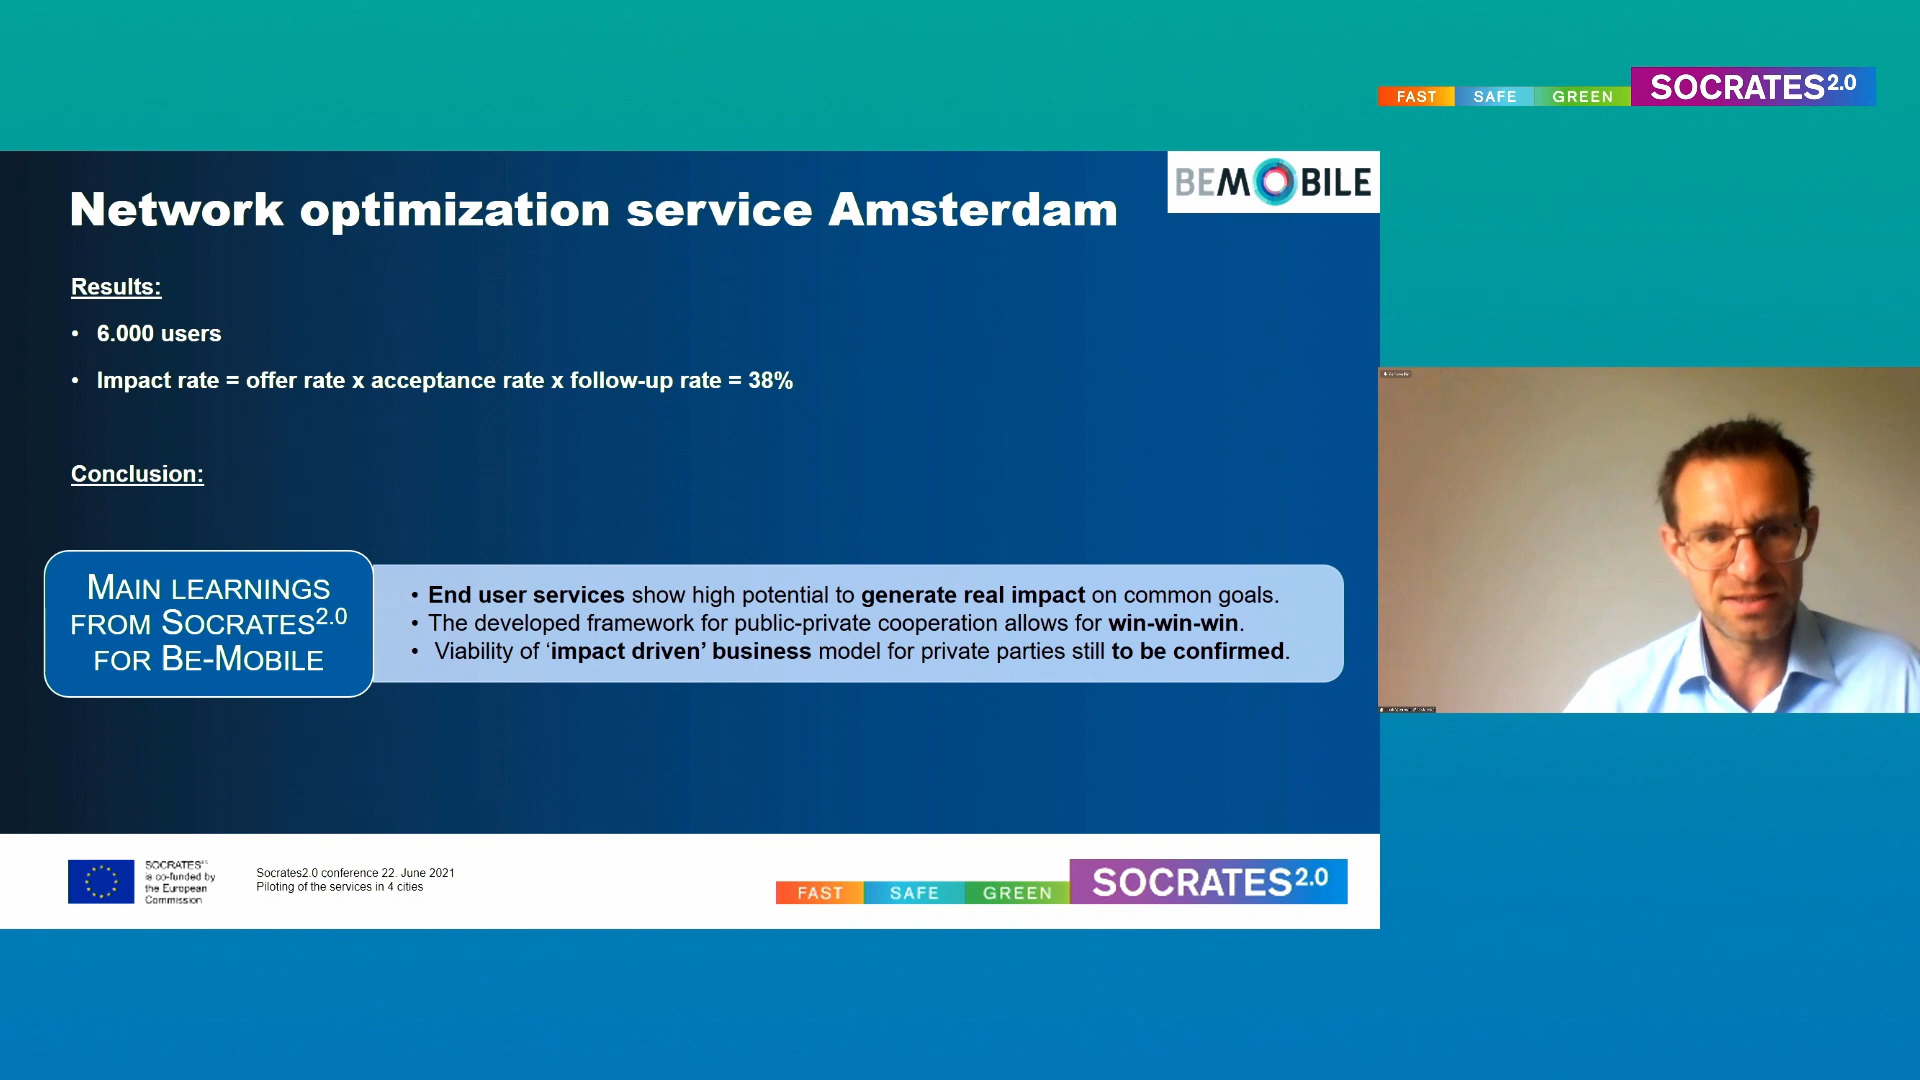 FAST SAFE GREEN SOCRATES2.0
BEMOBILE
Network optimization service Amsterdam
Results:
• 6.000 users
• Impact rate = offer rate x acceptance rate x follow-up rate = 38%
Conclusion:
MAIN LEARNINGS
FROM SOCRATES2.0
FOR BE-MOBILE
• End user services show high potential to generate real impact on common goals.
• The developed framework for public-private cooperation allows for win-win-win.
• Viability of ‘impact driven’ business model for private parties still to be confirmed.
SOCRATES2.0
is co-funded by
the European
Commission
Socrates2.0 conference 22. June 2021
Piloting of the services in 4 cities
FAST SAFE GREEN SOCRATES2.0